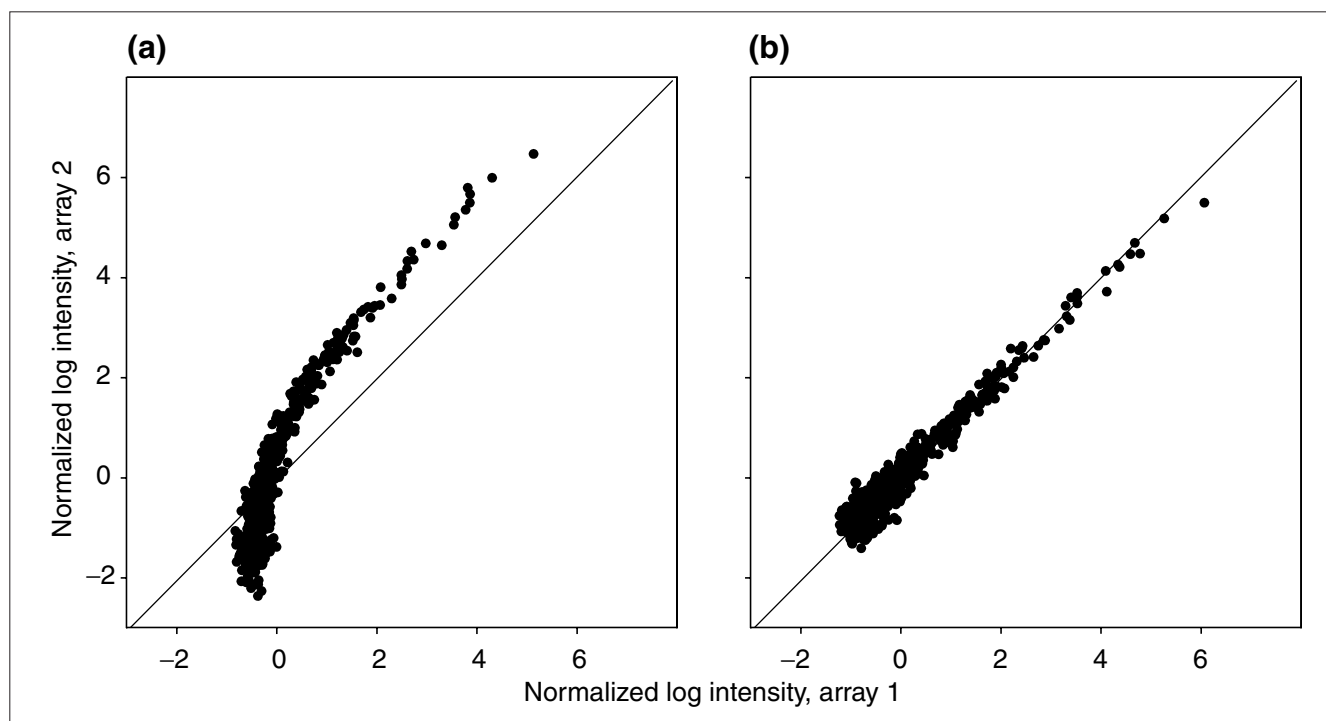 (a) (b)
Normalized log intensity, array 2
6
4
2
0
−2
−2 0 2 4 6
−2 0 2 4 6
Normalized log intensity, array 1